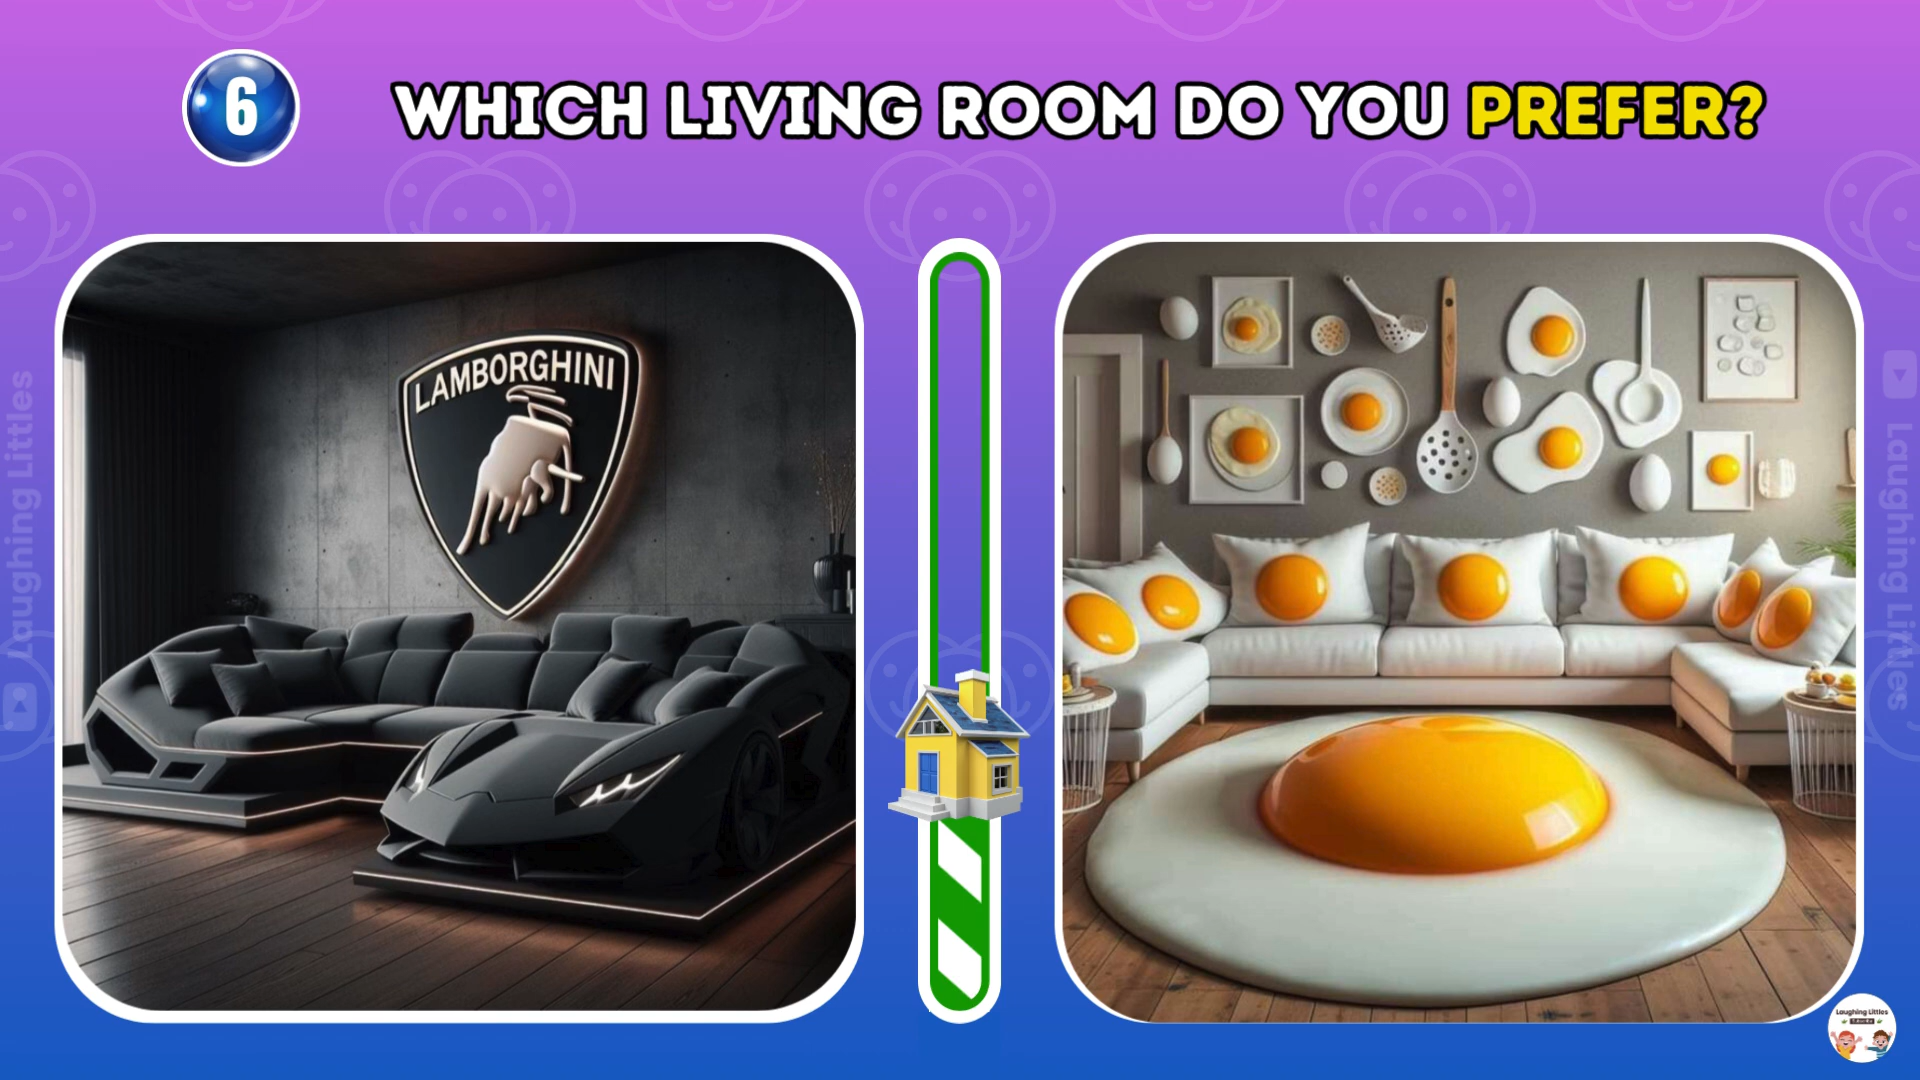 6
WHICH LIVING ROOM DO YOU PREFER?
LAMBORGHINI
Laughing Littles
Laughing Littles
Laughing Littles